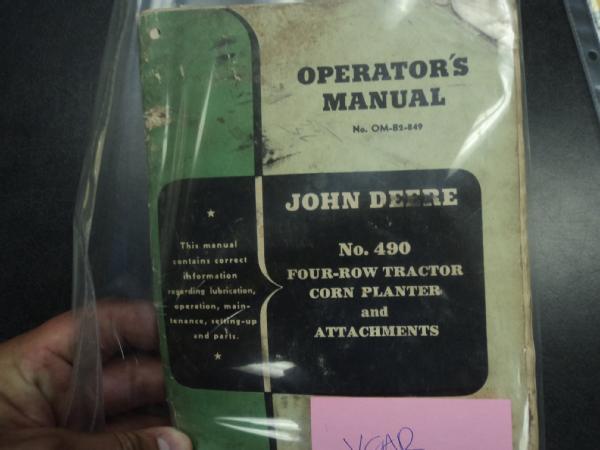 OPERATOR'S
MANUAL
No. OM-B2-849
JOHN DEERE
No. 490
FOUR-ROW TRACTOR
CORN PLANTER
and
ATTACHMENTS
This manual
contains correct
information
regarding lubrication,
operation, main-
tenance, setting-up
and parts.
YEAR